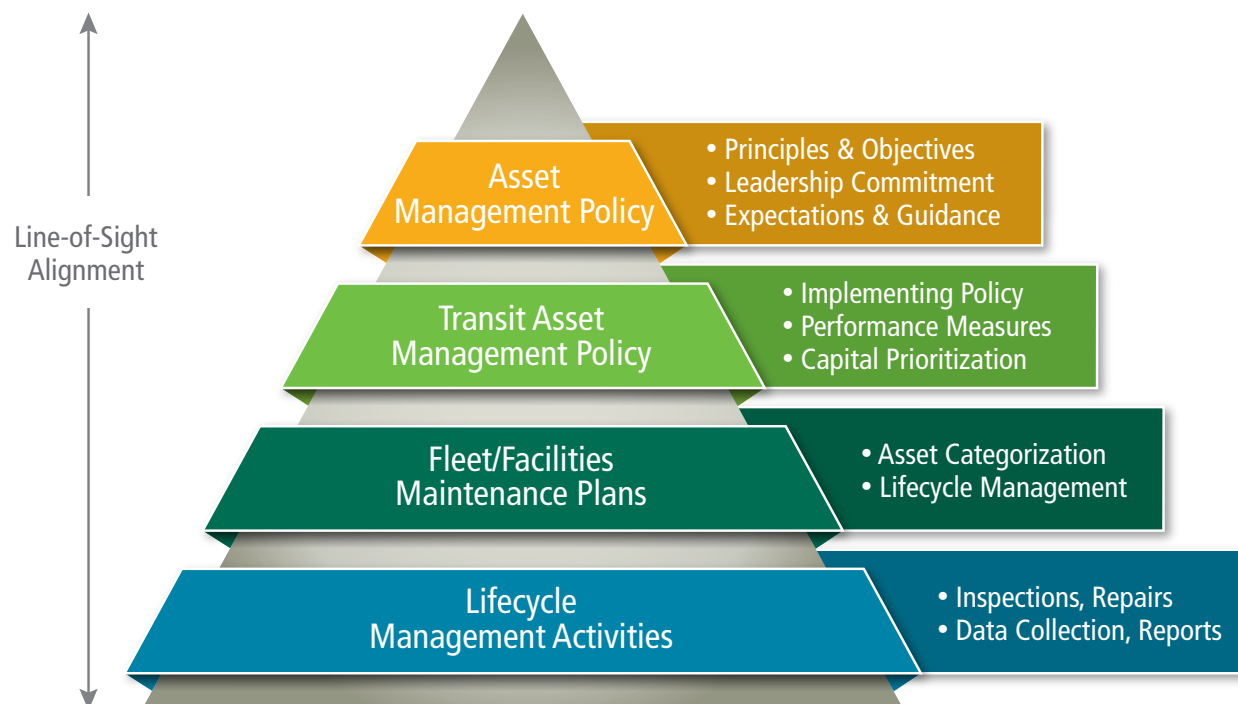 Line-of-Sight
Alignment
Asset
Management Policy
• Principles & Objectives
• Leadership Commitment
• Expectations & Guidance
Transit Asset
Management Policy
• Implementing Policy
• Performance Measures
• Capital Prioritization
Fleet/Facilities
Maintenance Plans
• Asset Categorization
• Lifecycle Management
Lifecycle
Management Activities
• Inspections, Repairs
• Data Collection, Reports